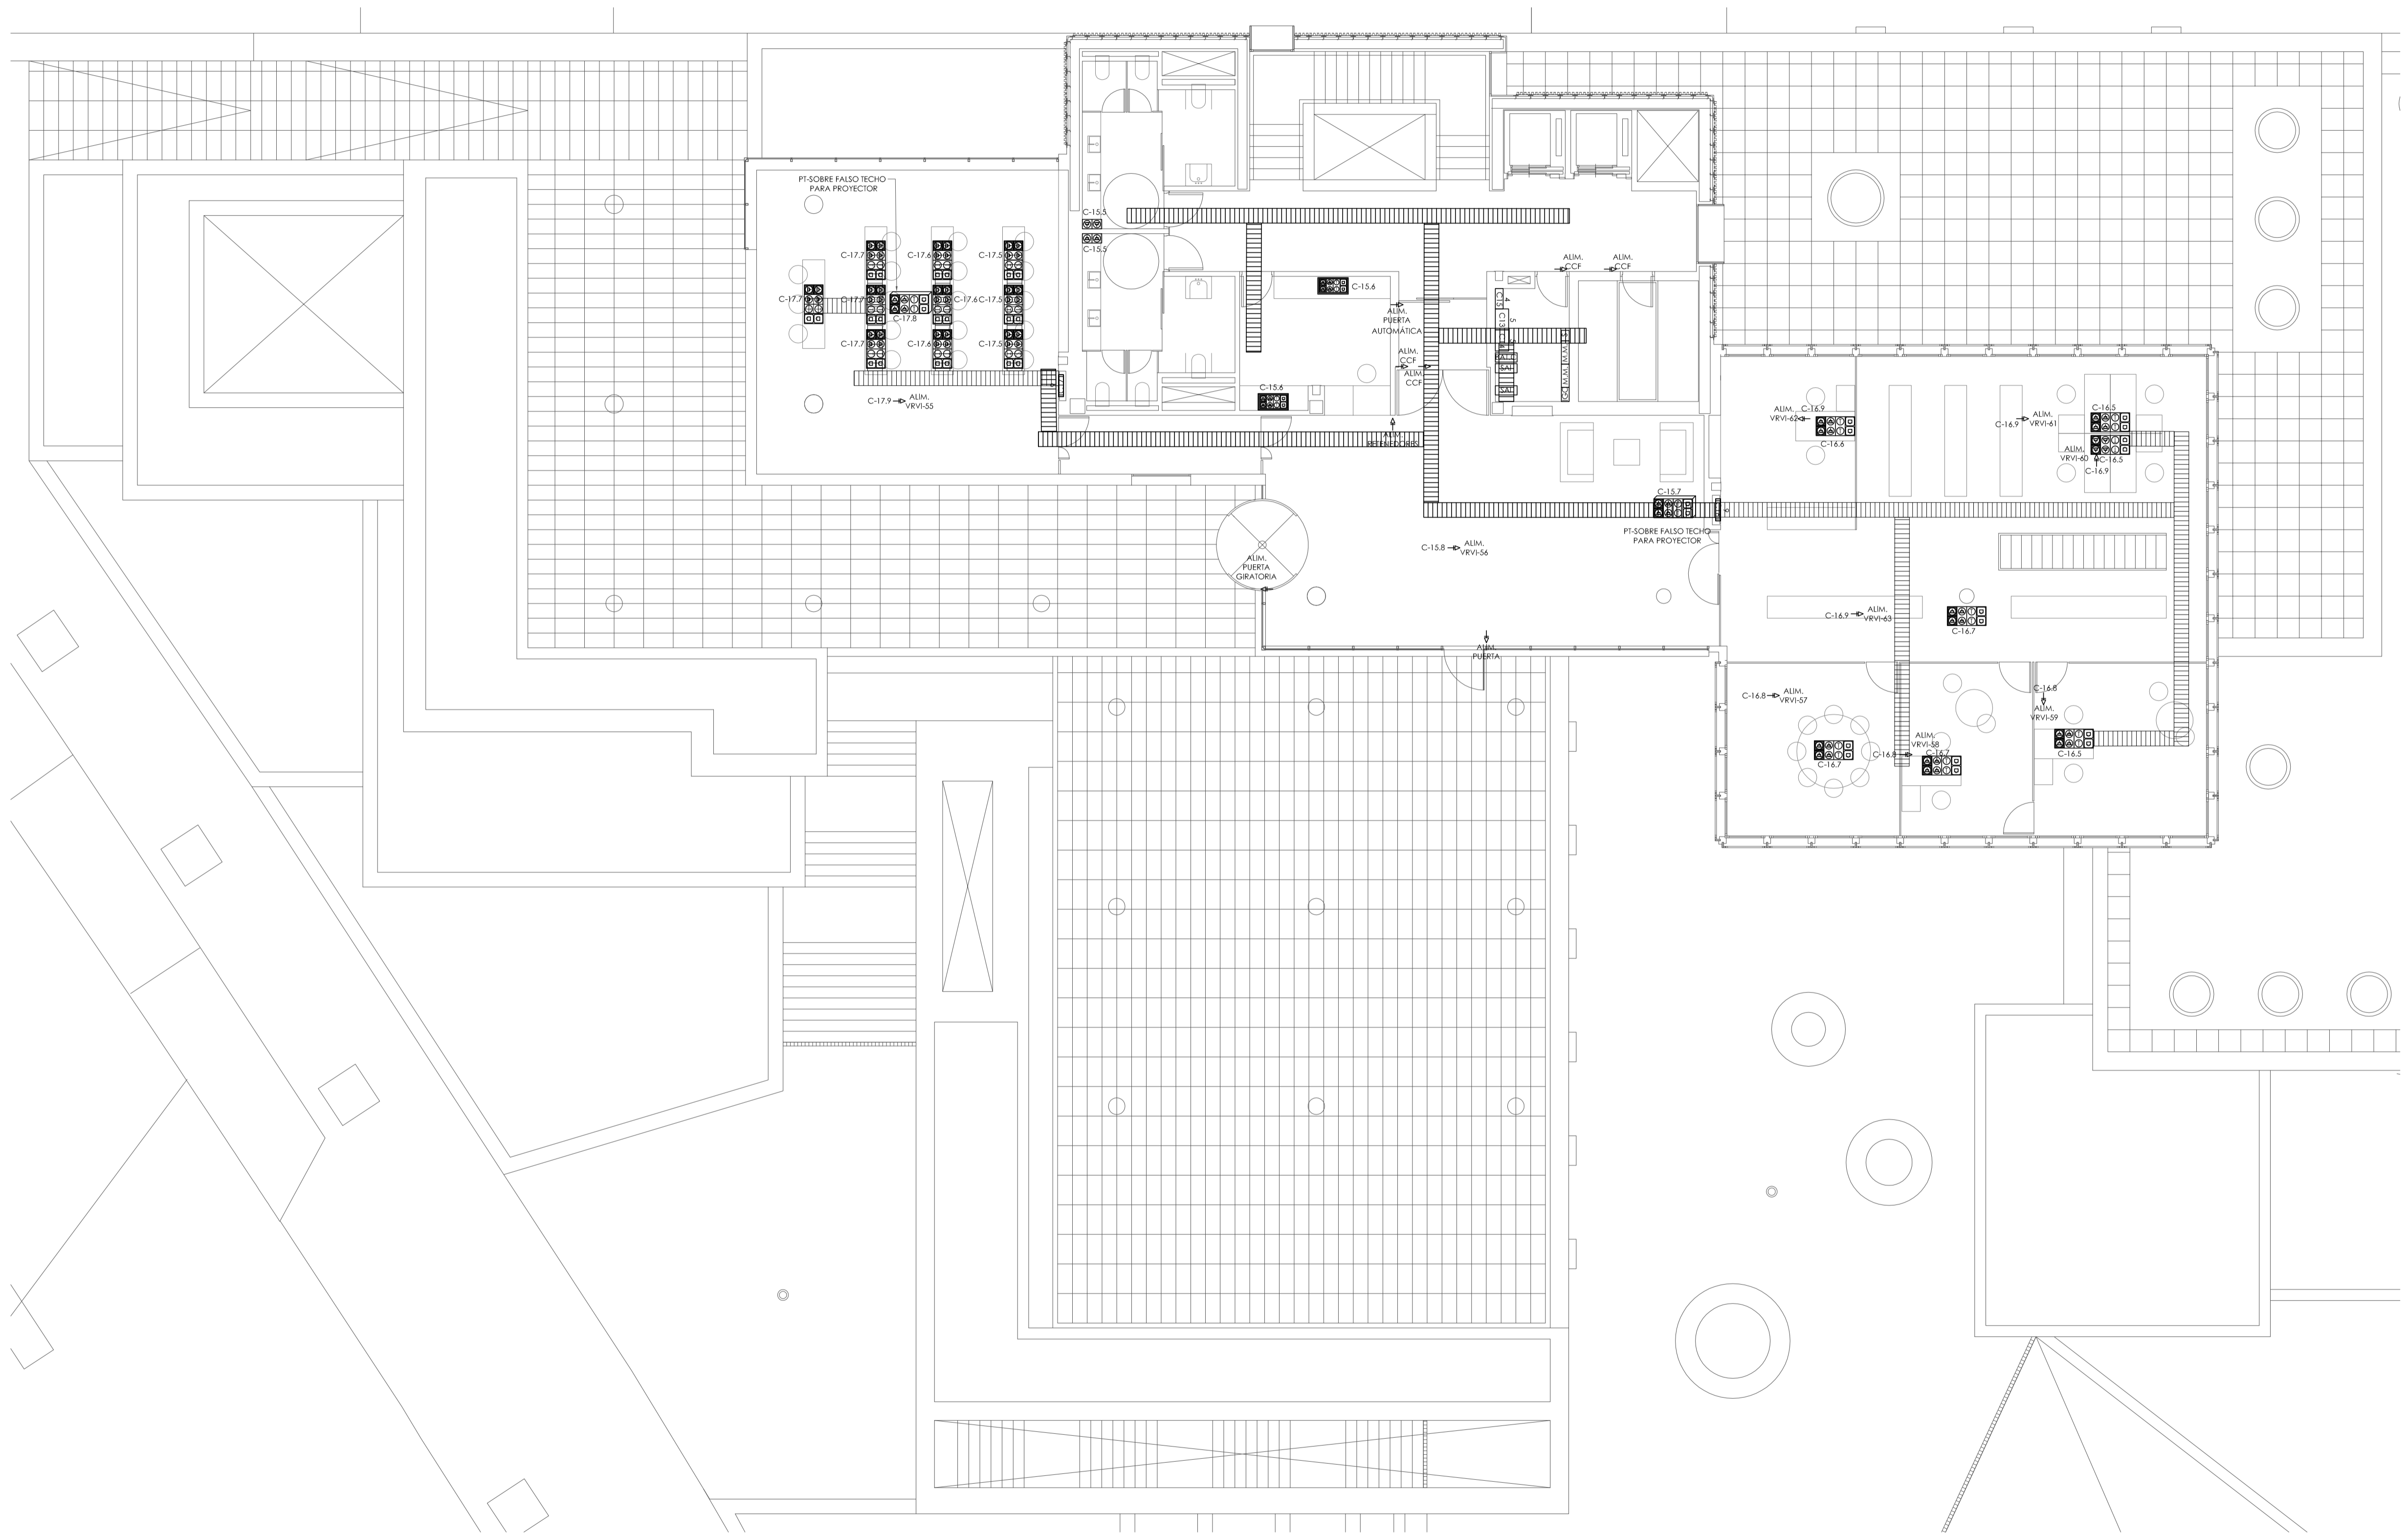 PT-SOBRE FALSO TECHO
PARA PROYECTOR
C-15.5
C-15.5
C-17.7
C-17.6
C-17.5
C-17.7
C-17.7
C-17.6
C-17.5
C-17.8
C-17.7
C-17.6
C-17.5
C-17.9
ALIM.
VRVI-55
C-15.6
C-15.6
ALIM.
CCF
ALIM.
CCF
ALIM.
PUERTA
AUTOMÁTICA
ALIM.
CCF
ALIM.
CCF
ALIM.
RETENEDORES
SAI
SAI
C-15.7
PT-SOBRE FALSO TECHO
PARA PROYECTOR
C-15.8
ALIM.
VRVI-56
ALIM.
PUERTA
GIRATORIA
ALIM.
PUERTA
ALIM.
VRVI-62
C-16.9
C-16.6
C-16.9
ALIM.
VRVI-61
C-16.5
ALIM.
VRVI-60
C-16.5
C-16.9
C-16.9
ALIM.
VRVI-63
C-16.7
C-16.8
ALIM.
VRVI-57
C-16.7
ALIM.
VRVI-58
C-16.8
C-16.7
C-16.8
ALIM.
VRVI-59
C-16.5